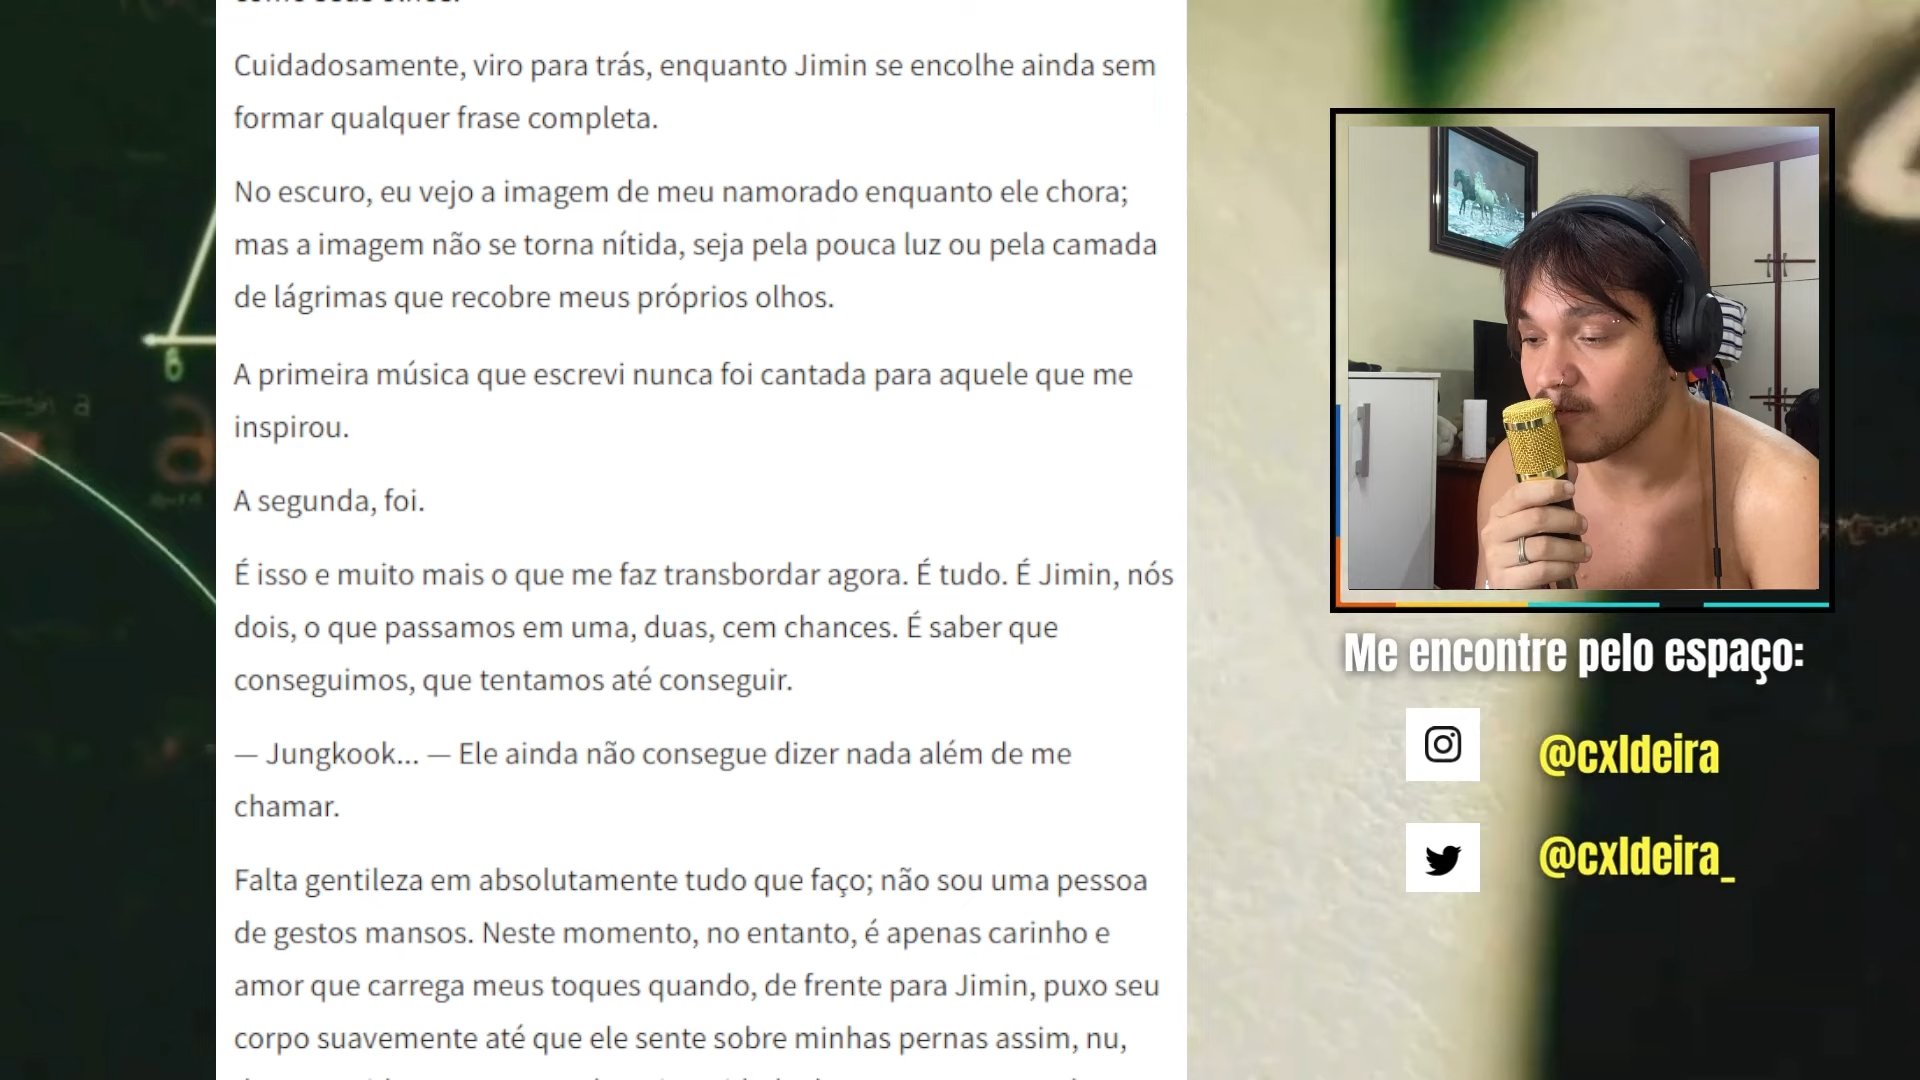 Cuidadosamente, viro para trás, enquanto Jimin se encolhe ainda sem
formar qualquer frase completa.
No escuro, eu vejo a imagem de meu namorado enquanto ele chora;
mas a imagem não se torna nítida, seja pela pouca luz ou pela camada
de lágrimas que recobre meus próprios olhos.
A primeira música que escrevi nunca foi cantada para aquele que me
inspirou.
A segunda, foi.
É isso e muito mais o que me faz transbordar agora. É tudo. É Jimin, nós
dois, o que passamos em uma, duas, cem chances. É saber que
conseguimos, que tentamos até conseguir.
— Jungkook... — Ele ainda não consegue dizer nada além de me
chamar.
Falta gentileza em absolutamente tudo que faço; não sou uma pessoa
de gestos mansos. Neste momento, no entanto, é apenas carinho e
amor que carrega meus toques quando, de frente para Jimin, puxo seu
corpo suavemente até que ele sente sobre minhas pernas assim, nu,
Me encontre pelo espaço:
@cxldeira
@cxldeira_